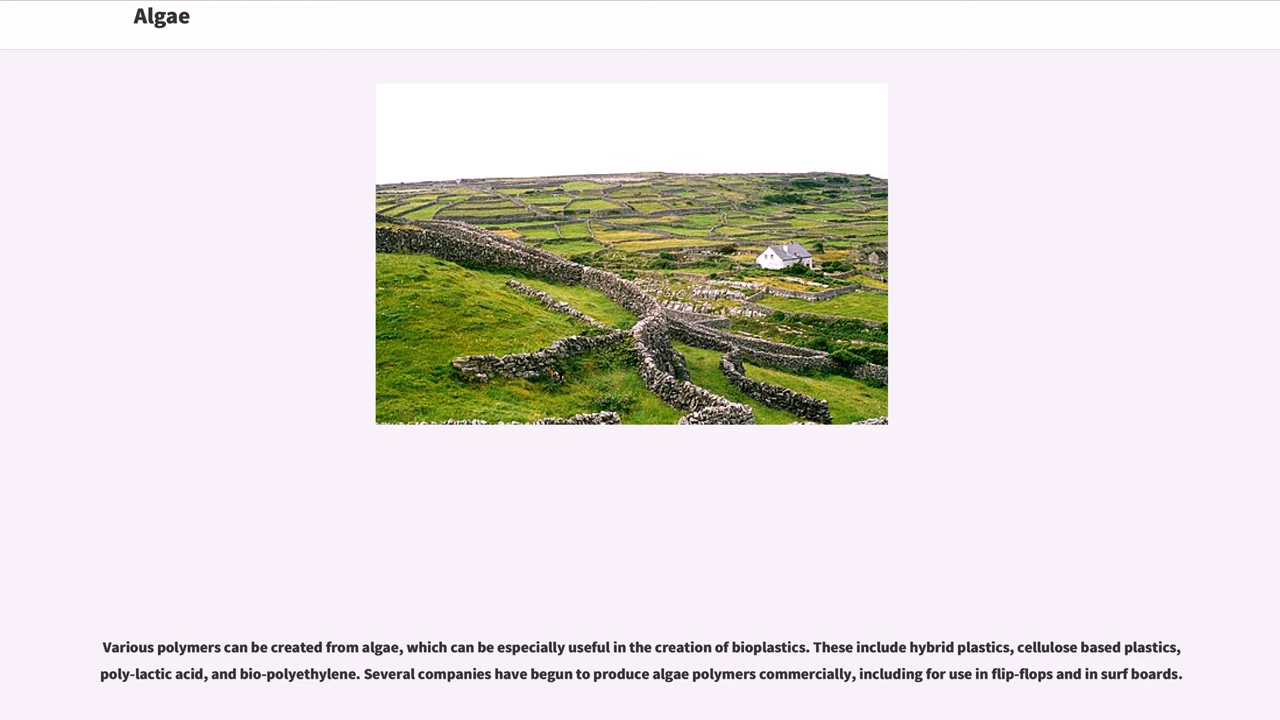 Algae
Various polymers can be created from algae, which can be especially useful in the creation of bioplastics. These include hybrid plastics, cellulose based plastics,
poly-lactic acid, and bio-polyethylene. Several companies have begun to produce algae polymers commercially, including for use in flip-flops and in surf boards.